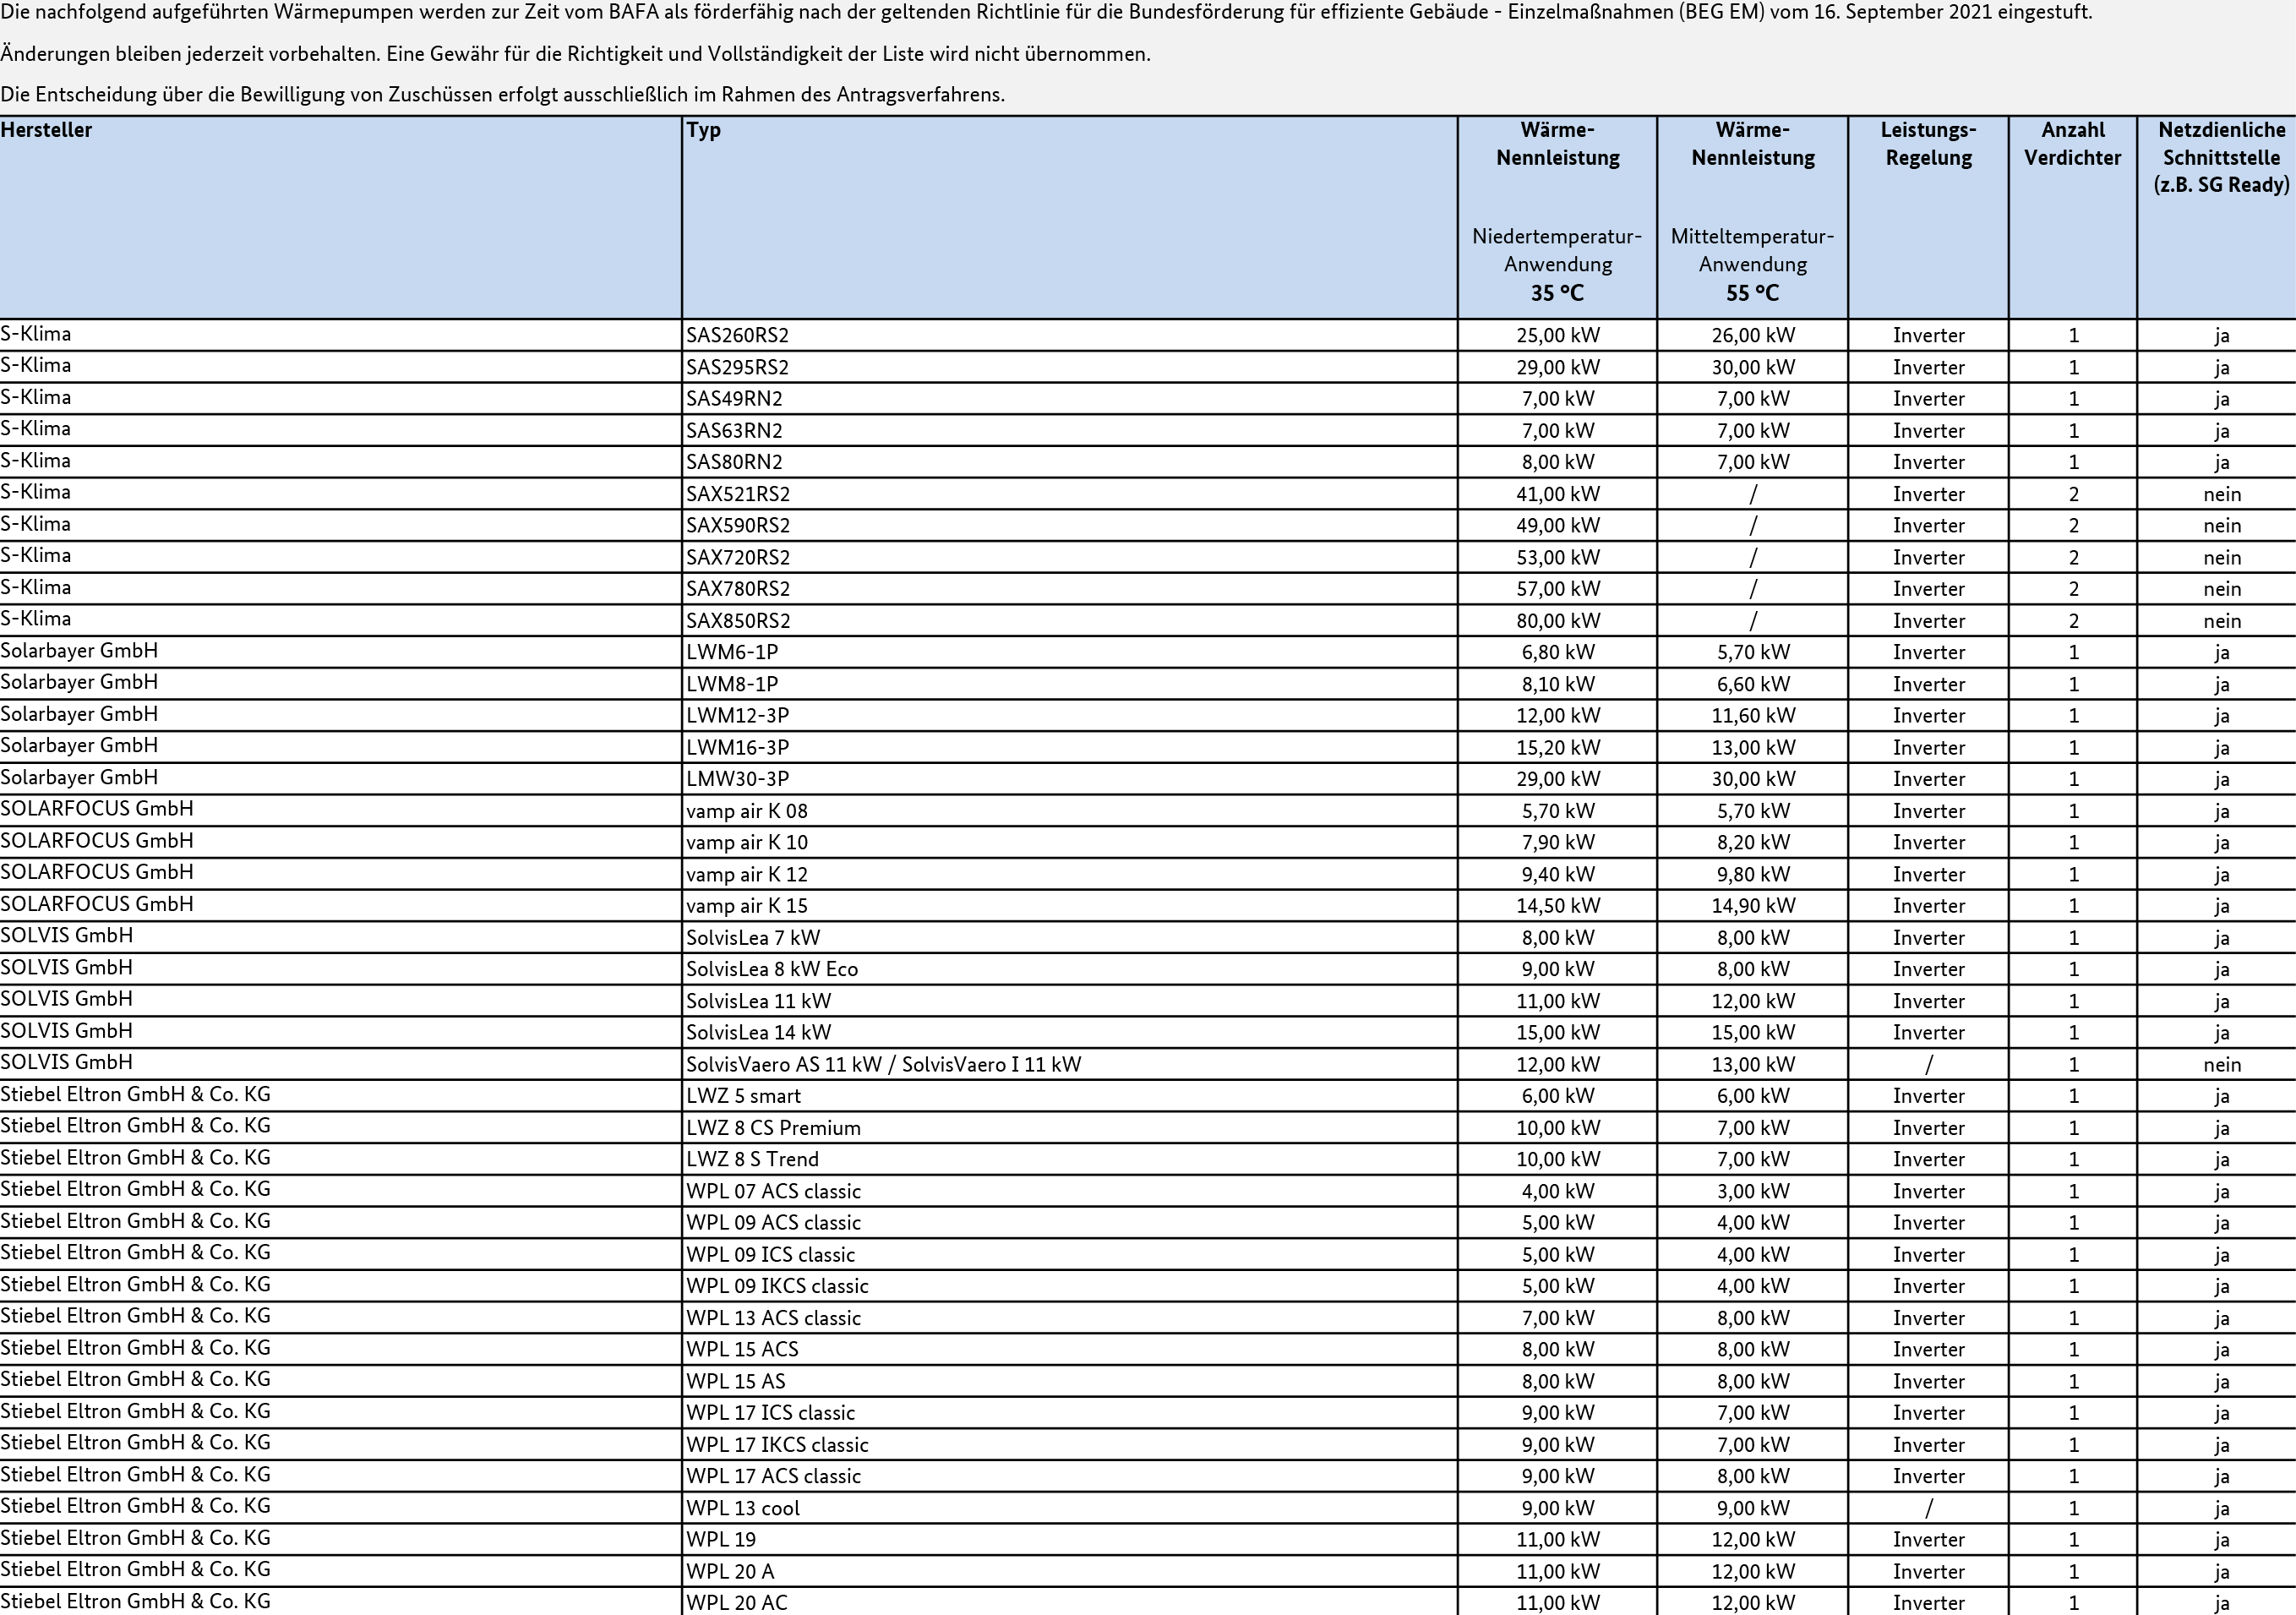 Die nachfolgend aufgeführten Wärmepumpen werden zur Zeit vom BAFA als förderfähig nach der geltenden Richtlinie für die Bundesförderung für effiziente Gebäude - Einzelmaßnahmen (BEG EM) vom 16. September 2021 eingestuft.
Änderungen bleiben jederzeit vorbehalten. Eine Gewähr für die Richtigkeit und Vollständigkeit der Liste wird nicht übernommen.
Die Entscheidung über die Bewilligung von Zuschüssen erfolgt ausschließlich im Rahmen des Antragsverfahrens.
Hersteller Typ Wärme- Wärme- Leistungs- Anzahl Netzdienliche
Nennleistung Nennleistung Regelung Verdichter Schnittstelle
(z.B. SG Ready)
Niedertemperatur- Mitteltemperatur-
Anwendung Anwendung
35 °C 55 °C
S-Klima SAS260RS2 25,00 kW 26,00 kW Inverter 1 ja
S-Klima SAS295RS2 29,00 kW 30,00 kW Inverter 1 ja
S-Klima SAS49RN2 7,00 kW 7,00 kW Inverter 1 ja
S-Klima SAS63RN2 7,00 kW 7,00 kW Inverter 1 ja
S-Klima SAS80RN2 8,00 kW 7,00 kW Inverter 1 ja
S-Klima SAX521RS2 41,00 kW / Inverter 2 nein
S-Klima SAX590RS2 49,00 kW / Inverter 2 nein
S-Klima SAX720RS2 53,00 kW / Inverter 2 nein
S-Klima SAX780RS2 57,00 kW / Inverter 2 nein
S-Klima SAX850RS2 80,00 kW / Inverter 2 nein
Solarbayer GmbH LWM6-1P 6,80 kW 5,70 kW Inverter 1 ja
Solarbayer GmbH LWM8-1P 8,10 kW 6,60 kW Inverter 1 ja
Solarbayer GmbH LWM12-3P 12,00 kW 11,60 kW Inverter 1 ja
Solarbayer GmbH LWM16-3P 15,20 kW 13,00 kW Inverter 1 ja
Solarbayer GmbH LMW30-3P 29,00 kW 30,00 kW Inverter 1 ja
SOLARFOCUS GmbH vamp air K 08 5,70 kW 5,70 kW Inverter 1 ja
SOLARFOCUS GmbH vamp air K 10 7,90 kW 8,20 kW Inverter 1 ja
SOLARFOCUS GmbH vamp air K 12 9,40 kW 9,80 kW Inverter 1 ja
SOLARFOCUS GmbH vamp air K 15 14,50 kW 14,90 kW Inverter 1 ja
SOLVIS GmbH SolvisLea 7 kW 8,00 kW 8,00 kW Inverter 1 ja
SOLVIS GmbH SolvisLea 8 kW Eco 9,00 kW 8,00 kW Inverter 1 ja
SOLVIS GmbH SolvisLea 11 kW 11,00 kW 12,00 kW Inverter 1 ja
SOLVIS GmbH SolvisLea 14 kW 15,00 kW 15,00 kW Inverter 1 ja
SOLVIS GmbH SolvisVaero AS 11 kW / SolvisVaero I 11 kW 12,00 kW 13,00 kW / 1 nein
Stiebel Eltron GmbH & Co. KG LWZ 5 smart 6,00 kW 6,00 kW Inverter 1 ja
Stiebel Eltron GmbH & Co. KG LWZ 8 CS Premium 10,00 kW 7,00 kW Inverter 1 ja
Stiebel Eltron GmbH & Co. KG LWZ 8 S Trend 10,00 kW 7,00 kW Inverter 1 ja
Stiebel Eltron GmbH & Co. KG WPL 07 ACS classic 4,00 kW 3,00 kW Inverter 1 ja
Stiebel Eltron GmbH & Co. KG WPL 09 ACS classic 5,00 kW 4,00 kW Inverter 1 ja
Stiebel Eltron GmbH & Co. KG WPL 09 ICS classic 5,00 kW 4,00 kW Inverter 1 ja
Stiebel Eltron GmbH & Co. KG WPL 09 IKCS classic 5,00 kW 4,00 kW Inverter 1 ja
Stiebel Eltron GmbH & Co. KG WPL 13 ACS classic 7,00 kW 8,00 kW Inverter 1 ja
Stiebel Eltron GmbH & Co. KG WPL 15 ACS 8,00 kW 8,00 kW Inverter 1 ja
Stiebel Eltron GmbH & Co. KG WPL 15 AS 8,00 kW 8,00 kW Inverter 1 ja
Stiebel Eltron GmbH & Co. KG WPL 17 ICS classic 9,00 kW 7,00 kW Inverter 1 ja
Stiebel Eltron GmbH & Co. KG WPL 17 IKCS classic 9,00 kW 7,00 kW Inverter 1 ja
Stiebel Eltron GmbH & Co. KG WPL 17 ACS classic 9,00 kW 8,00 kW Inverter 1 ja
Stiebel Eltron GmbH & Co. KG WPL 13 cool 9,00 kW 9,00 kW / 1 ja
Stiebel Eltron GmbH & Co. KG WPL 19 11,00 kW 12,00 kW Inverter 1 ja
Stiebel Eltron GmbH & Co. KG WPL 20 A 11,00 kW 12,00 kW Inverter 1 ja
Stiebel Eltron GmbH & Co. KG WPL 20 AC 11,00 kW 12,00 kW Inverter 1 ja